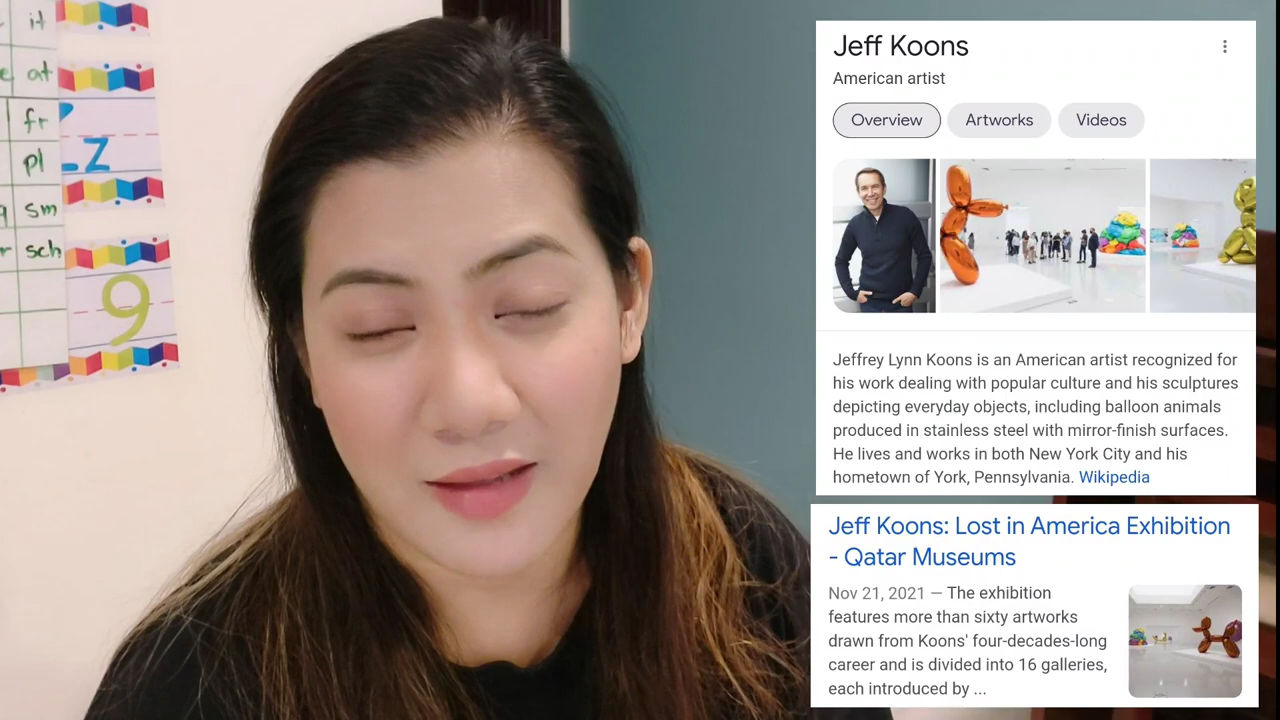 it
at
fr
pl
sm
sch
z
9
Jeff Koons
American artist
Overview Artworks Videos
Jeffrey Lynn Koons is an American artist recognized for
his work dealing with popular culture and his sculptures
depicting everyday objects, including balloon animals
produced in stainless steel with mirror-finish surfaces.
He lives and works in both New York City and his
hometown of York, Pennsylvania. Wikipedia
Jeff Koons: Lost in America Exhibition
- Qatar Museums
Nov 21, 2021 — The exhibition
features more than sixty artworks
drawn from Koons' four-decades-long
career and is divided into 16 galleries,
each introduced by ...